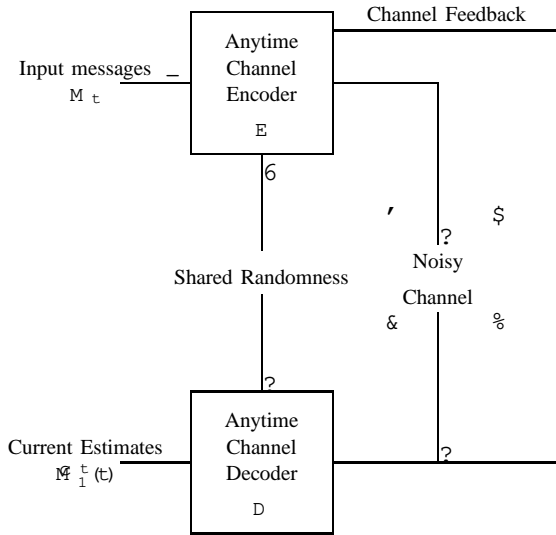 Channel Feedback
Anytime
Channel
Encoder
E
Input messages _
M t
6
' $
?
Noisy
Channel
& %
Shared Randomness
?
Anytime
Channel
Decoder
D
Current Estimates
?